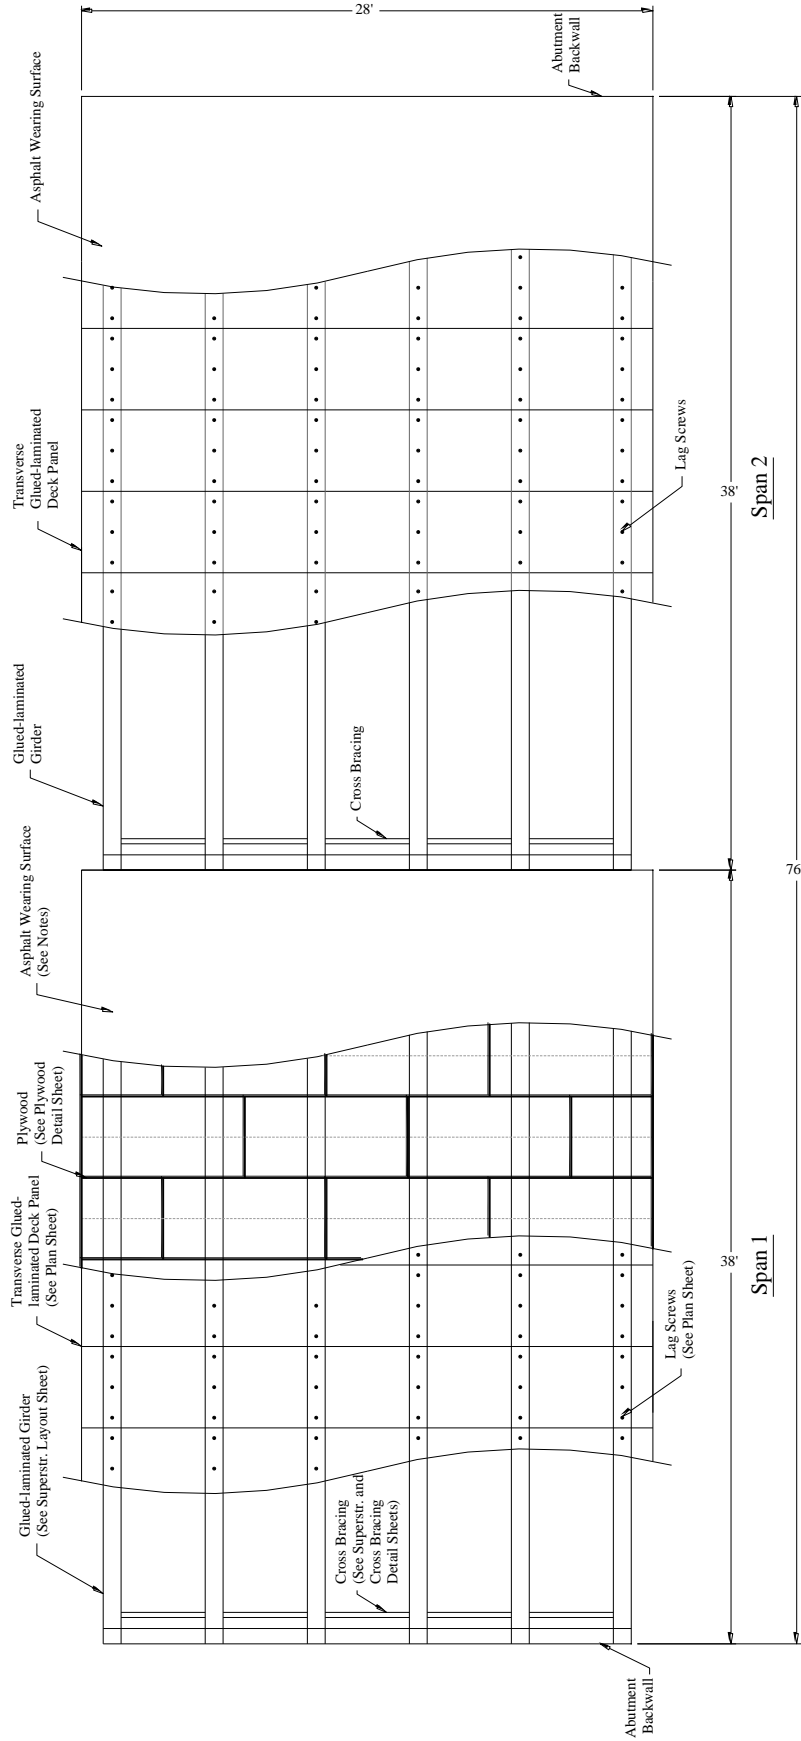 28'
Asphalt Wearing Surface
Abutment
Backwall
Transverse
Glued-laminated
Deck Panel
Lag Screws
38'
Span 2
Glued-laminated
Girder
Cross Bracing
Asphalt Wearing Surface
(See Notes)
76
Plywood
(See Plywood
Detail Sheet)
Transverse Glued-
laminated Deck Panel
(See Plan Sheet)
38'
Span 1
Lag Screws
(See Plan Sheet)
Glued-laminated Girder
(See Superstr. Layout Sheet)
Cross Bracing
(See Superstr. and
Cross Bracing
Detail Sheets)
Abutment
Backwall